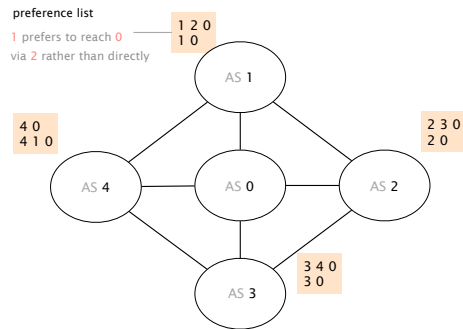 preference list
1 prefers to reach 0
via 2 rather than directly
1 2 0
1 0
AS 1
4 0
4 1 0
2 3 0
2 0
AS 4
AS 0
AS 2
3 4 0
3 0
AS 3